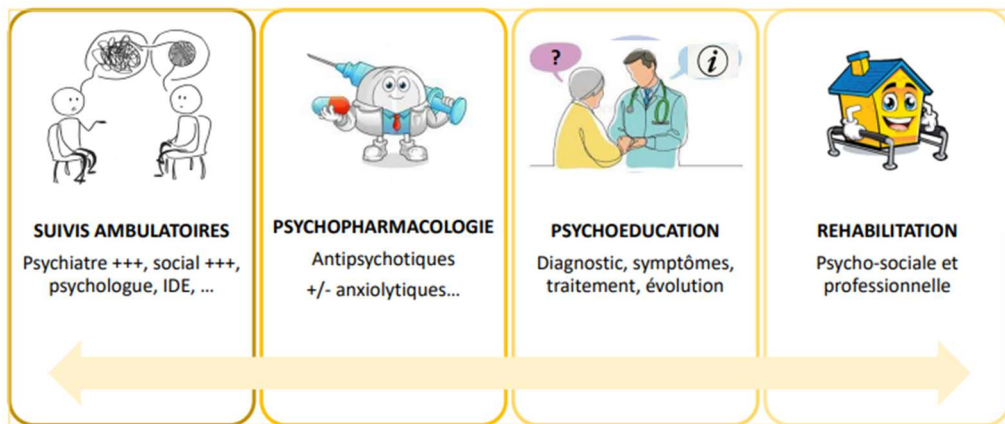 ?
i
SUIVIS AMBULATOIRES
Psychiatre +++, social +++,
psychologue, IDE, ...
PSYCHOPHARMACOLOGIE
Antipsychotiques
+/- anxiolytiques...
PSYCHOEDUCATION
Diagnostic, symptômes,
traitement, évolution
REHABILITATION
Psycho-sociale et
professionnelle